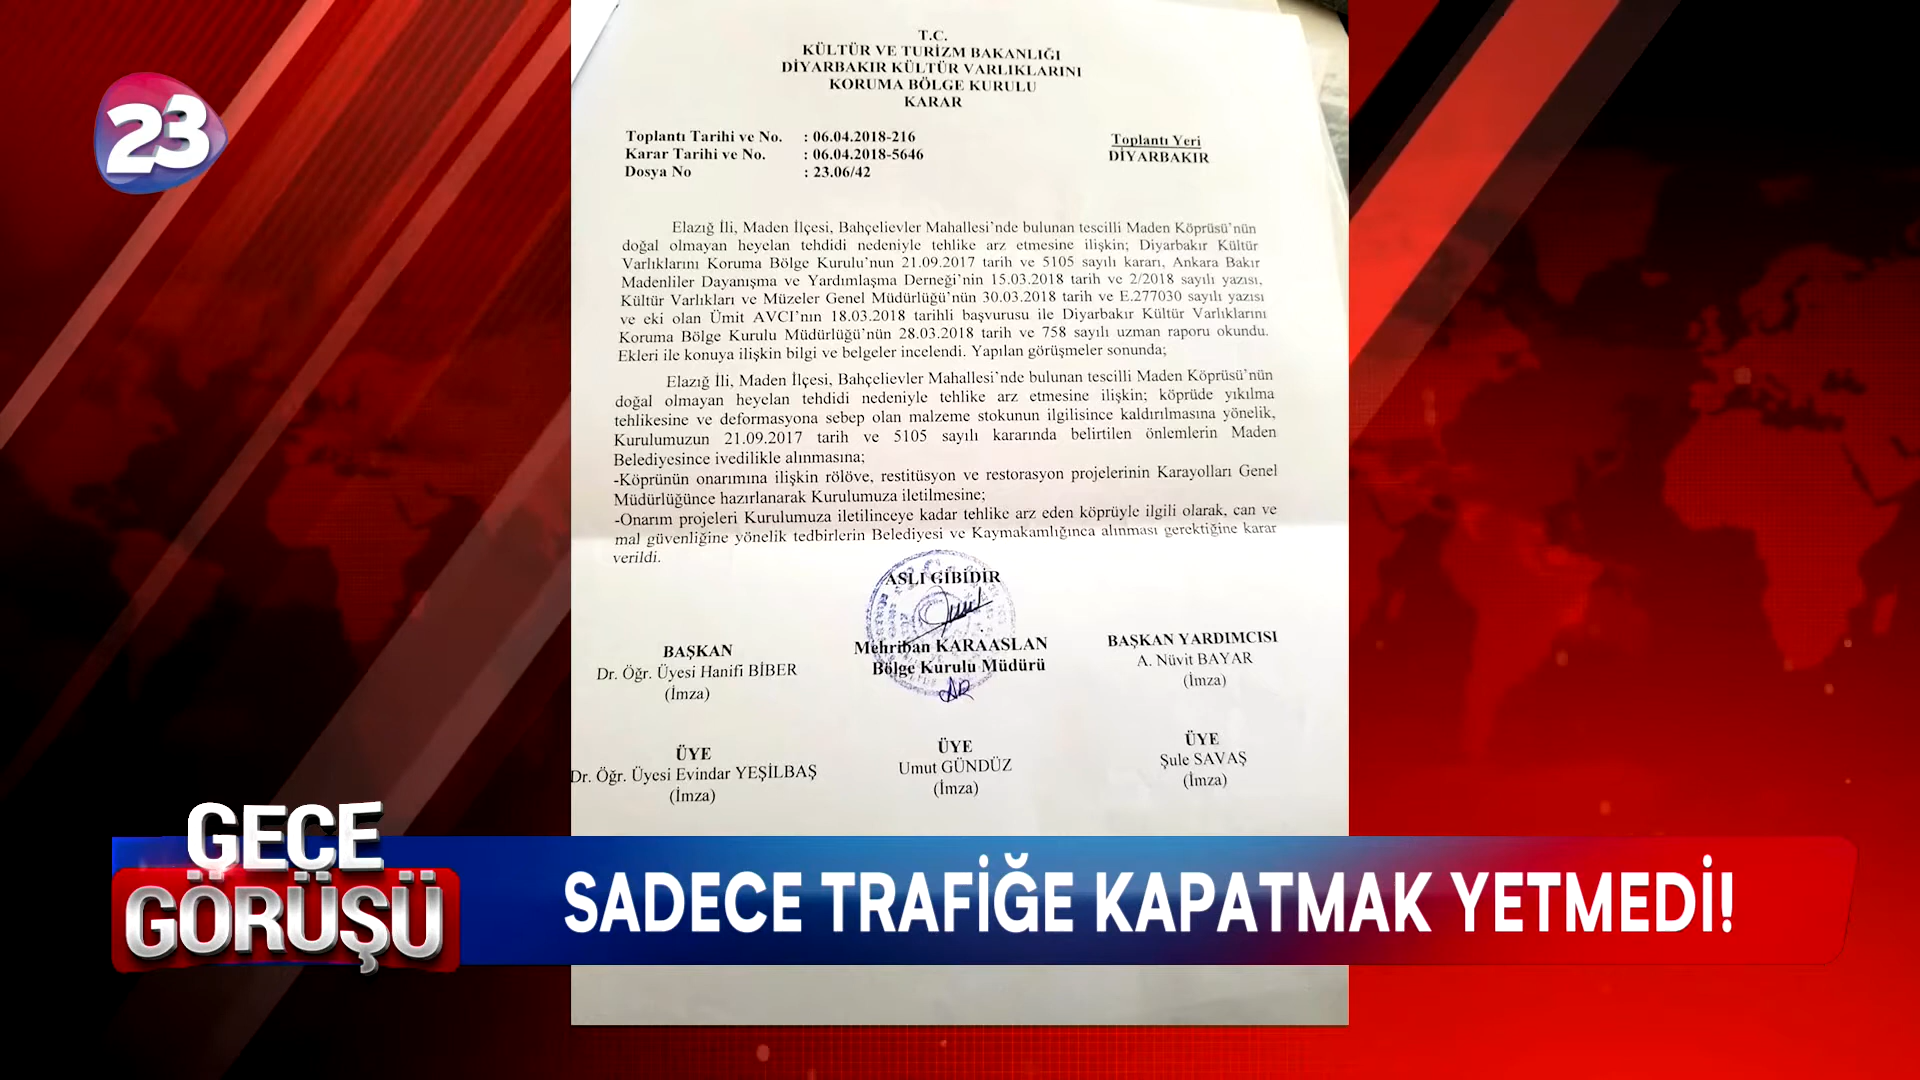 23
T.C.
KÜLTÜR VE TURİZM BAKANLIĞI
DİYARBAKIR KÜLTÜR VARLIKLARINI
KORUMA BÖLGE KURULU
KARAR
Toplantı Tarihi ve No. : 06.04.2018-216
Karar Tarihi ve No. : 06.04.2018-5646
Dosya No : 23.06/42
Toplantı Yeri
DİYARBAKIR
Elazığ İli, Maden İlçesi, Bahçelievler Mahallesi'nde bulunan tescilli Maden Köprüsü'nün
doğal olmayan heyelan tehdidi nedeniyle tehlike arz etmesine ilişkin; Diyarbakır Kültür
Varlıklarını Koruma Bölge Kurulu'nun 21.09.2017 tarih ve 5105 sayılı kararı, Ankara Bakır
Madenliler Dayanışma ve Yardımlaşma Derneği'nin 15.03.2018 tarih ve 2/2018 sayılı yazısı,
Kültür Varlıkları ve Müzeler Genel Müdürlüğü'nün 30.03.2018 tarih ve E.277030 sayılı yazısı
ve eki olan Ümit AVCI'nın 18.03.2018 tarihli başvurusu ile Diyarbakır Kültür Varlıklarını
Koruma Bölge Kurulu Müdürlüğü'nün 28.03.2018 tarih ve 758 sayılı uzman raporu okundu.
Ekleri ile konuya ilişkin bilgi ve belgeler incelendi. Yapılan görüşmeler sonunda;
Elazığ İli, Maden İlçesi, Bahçelievler Mahallesi'nde bulunan tescilli Maden Köprüsü'nün
doğal olmayan heyelan tehdidi nedeniyle tehlike arz etmesine ilişkin; köprüde yıkılma
tehlikesine ve deformasyona sebep olan malzeme stokunun ilgilisince kaldırılmasına yönelik,
Kurulumuzun 21.09.2017 tarih ve 5105 sayılı kararında belirtilen önlemlerin Maden
Belediyesince ivedilikle alınmasına;
-Köprünün onarımına ilişkin rölöve, restitüsyon ve restorasyon projelerinin Karayolları Genel
Müdürlüğünce hazırlanarak Kurulumuza iletilmesine;
-Onarım projeleri Kurulumuza iletilinceye kadar tehlike arz eden köprüyle ilgili olarak, can ve
mal güvenliğine yönelik tedbirlerin Belediyesi ve Kaymakamlığınca alınması gerektiğine karar
verildi.
ASLI GİBİDİR
Mehriban KARAASLAN
Bölge Kurulu Müdürü
BAŞKAN
Dr. Öğr. Üyesi Hanifi BİBER
(İmza)
BAŞKAN YARDIMCISI
A. Nüvit BAYAR
(İmza)
ÜYE
Dr. Öğr. Üyesi Evindar YEŞİLBAŞ
(İmza)
ÜYE
Umut GÜNDÜZ
(İmza)
ÜYE
Şule SAVAŞ
(İmza)
GECE
GÖRÜŞÜ
SADECE TRAFİĞE KAPATMAK YETMEDİ!